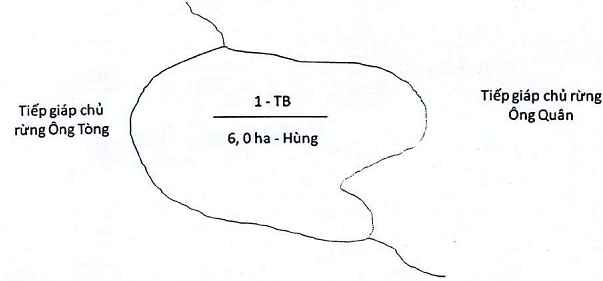 Tiếp giáp chủ
rừng Ông Tòng
1 - TB
6, 0 ha - Hùng
Tiếp giáp chủ rừng
Ông Quân